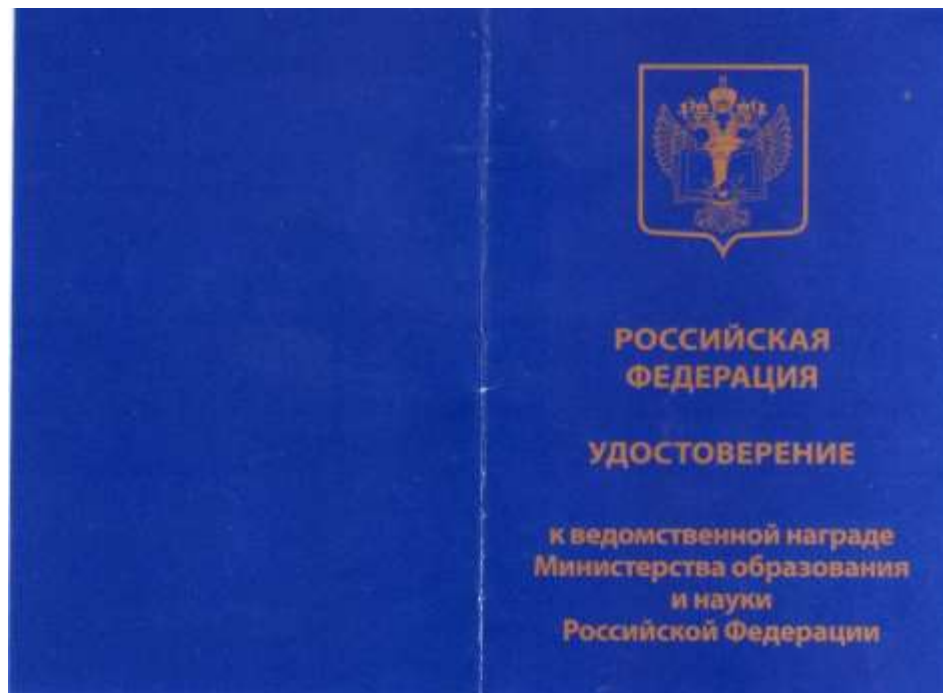 РОССИЙСКАЯ
ФЕДЕРАЦИЯ
УДОСТОВЕРЕНИЕ
к ведомственной награде
Министерства образования
и науки
Российской Федерации